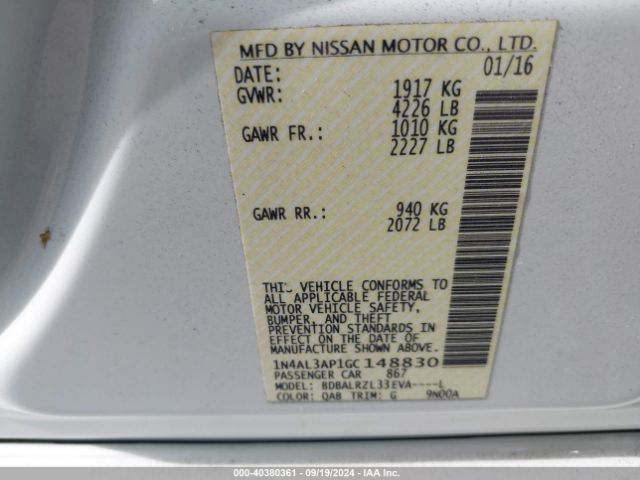 MFD BY NISSAN MOTOR CO., LTD.
DATE: 01/16
GVWR: 1917 KG
4226 LB
GAWR FR.: 1010 KG
2227 LB
GAWR RR.: 940 KG
2072 LB
THIS VEHICLE CONFORMS TO
ALL APPLICABLE FEDERAL
MOTOR VEHICLE SAFETY,
BUMPER, AND THEFT
PREVENTION STANDARDS IN
EFFECT ON THE DATE OF
MANUFACTURE SHOWN ABOVE.
1N4AL3AP1GC148830
PASSENGER CAR 867
MODEL: BDBALRZL33EVA----L
COLOR: QAB TRIM: G 9N00A
000-40380361 - 09/19/2024 - IAA Inc.